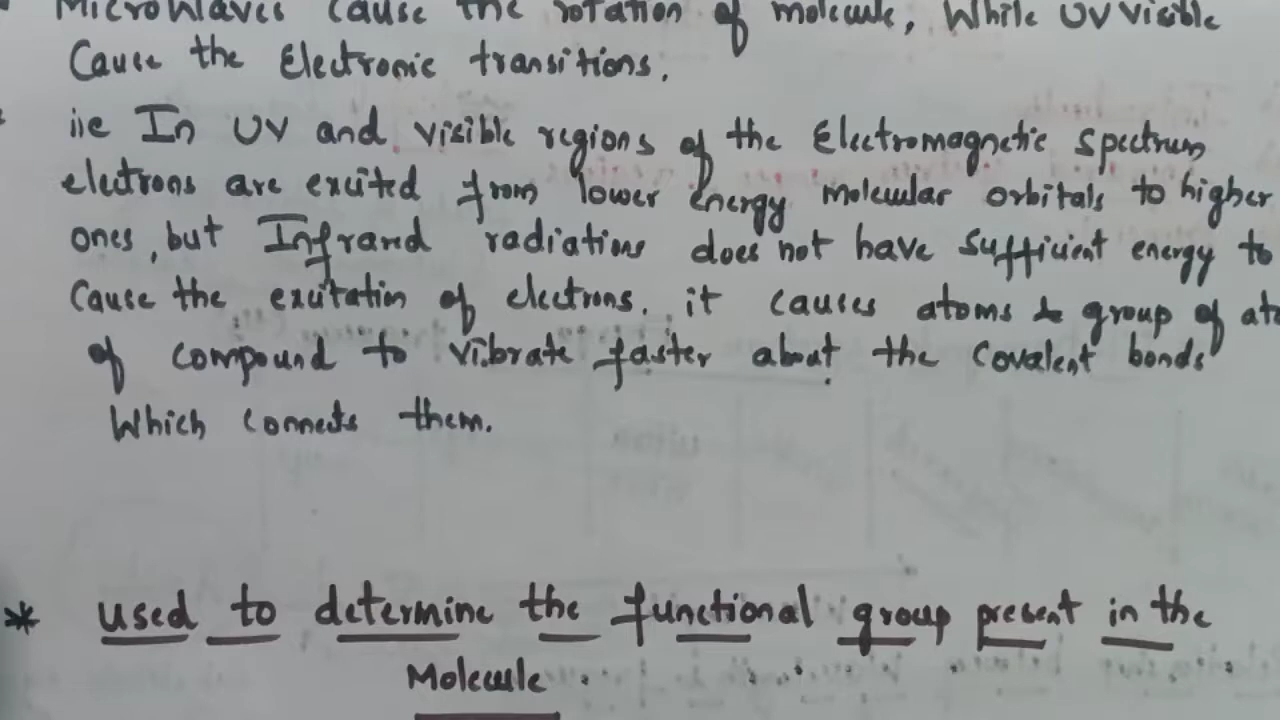 Microwaves cause the rotation of molecule, While UV visible
Cause the Electronic transitions.
iie In UV and visible regions of the Electromagnetic spectrum
electrons are excited from lower energy molecular orbitals to higher
ones, but Infrared radiations does not have sufficient energy to
Cause the excitation of electrons. it causes atoms & group of
of compound to vibrate faster about the covalent bonds
Which connects them.
* used to determine the functional group present in the
Molecule.